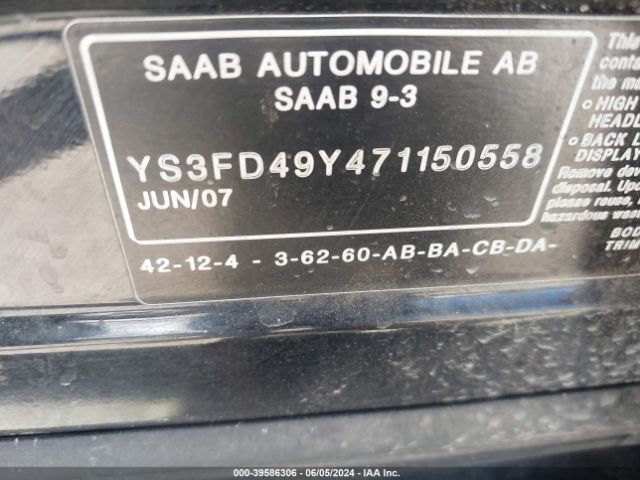 SAAB AUTOMOBILE AB
SAAB 9-3
YS3FD49Y471150558
JUN/07
42-12-4 - 3-62-60-AB-BA-CB-DA-
This
conta
the m
o HIGH
HEADL
o BACK L
DISPLAY
Remove dev
disposal. Upo
please reuse,
hazardous wast
BOD
TRIM
000-39586306 - 06/05/2024 - IAA Inc.